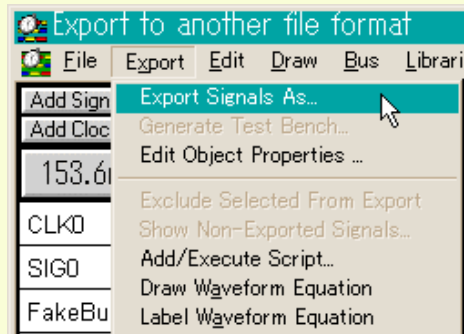 Export to another file format
File Export Edit Draw Bus Librari
Add Sign
Export Signals As...
Add Cloc
Generate Test Bench...
Edit Object Properties ...
153.6
Exclude Selected From Export
CLK0
Show Non-Exported Signals...
Add/Execute Script...
SIG0
Draw Waveform Equation
FakeBu
Label Waveform Equation